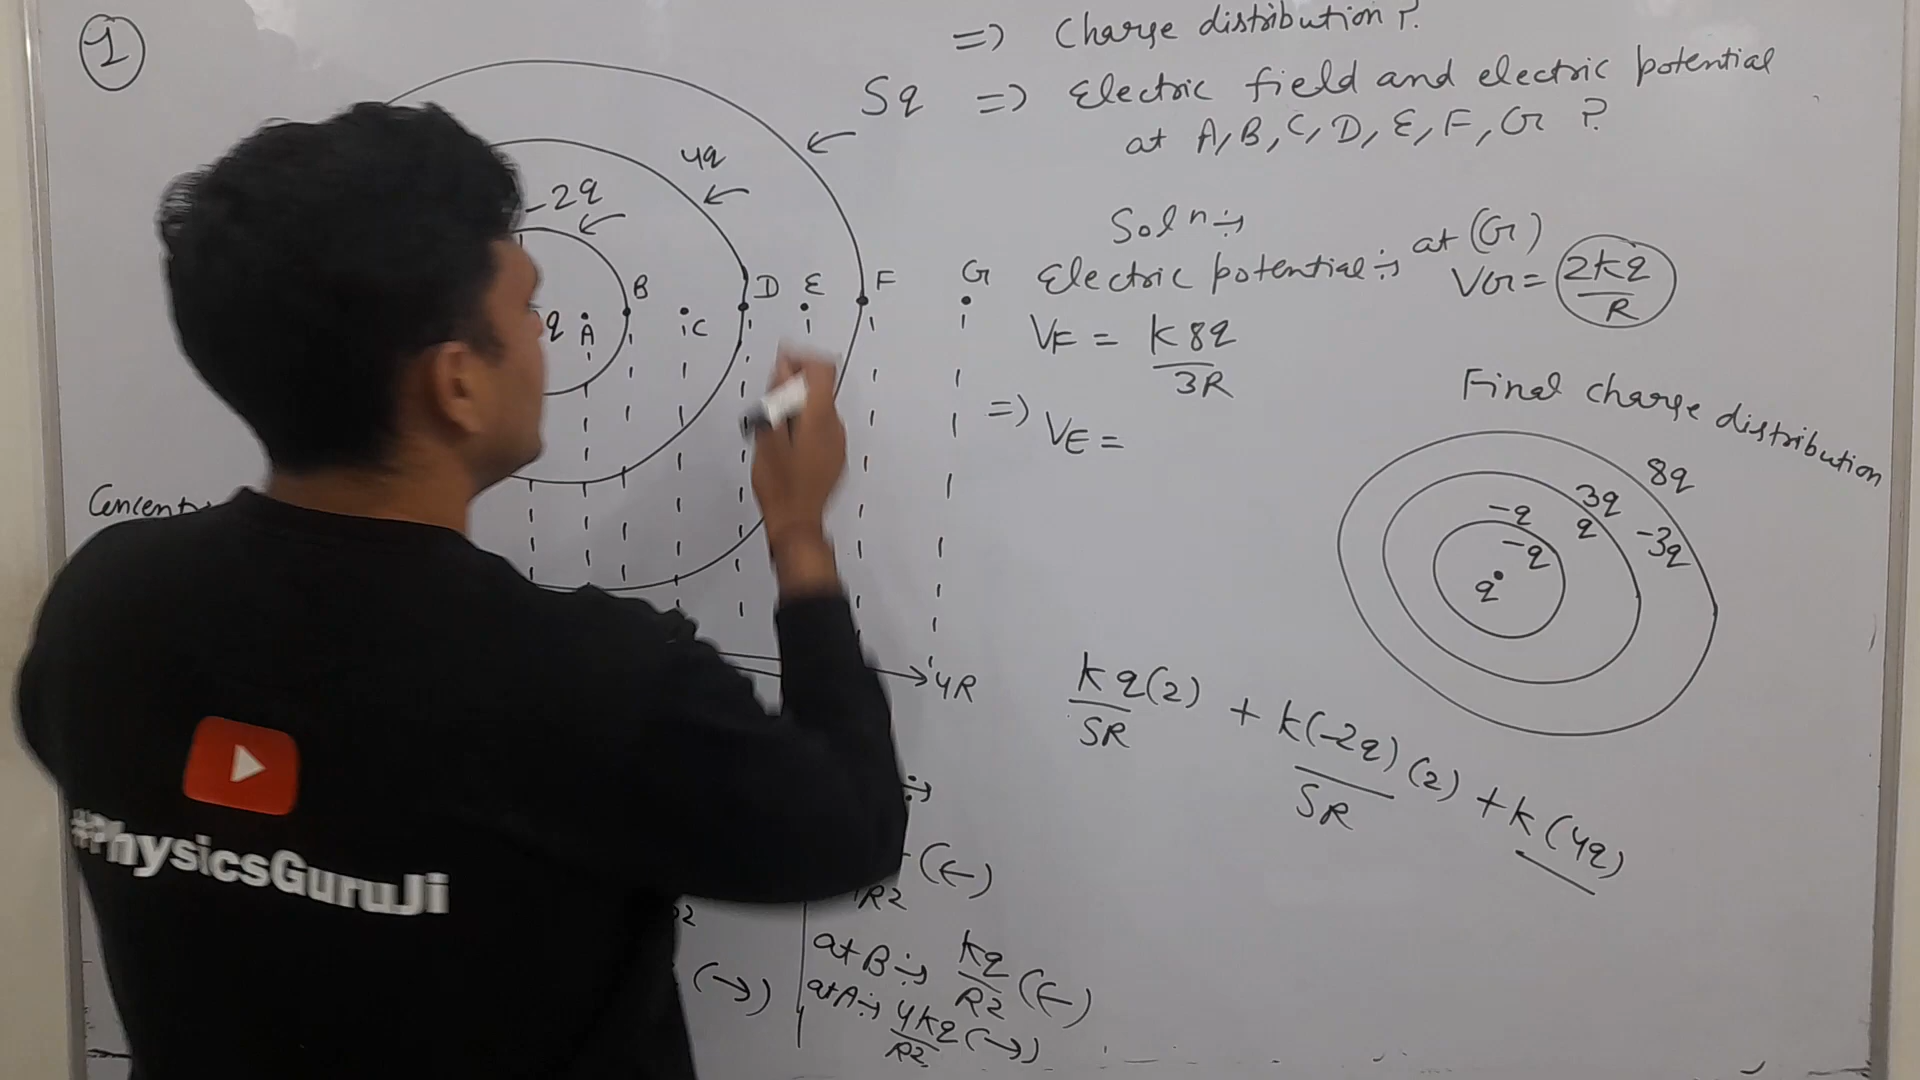 1
=> Charge distribution?
5q => Electric field and electric potential
at A, B, C, D, E, F, G ?
4q
-2q
q A B C D E F G
Soln :→
Electric potential :→ at (G)
VG = 2kq/R
VF = k8q/3R
=> VE =
Final charge distribution
8q
3q
-q
q
-3q
-q
q
4R
kq(2)/5R + k(-2q)(2)/5R + k(4q)
(←)
R2
at B :→ kq/R2 (←)
(→)
at A :→ 4kq/R2 (→)
#PhysicsGuruJi